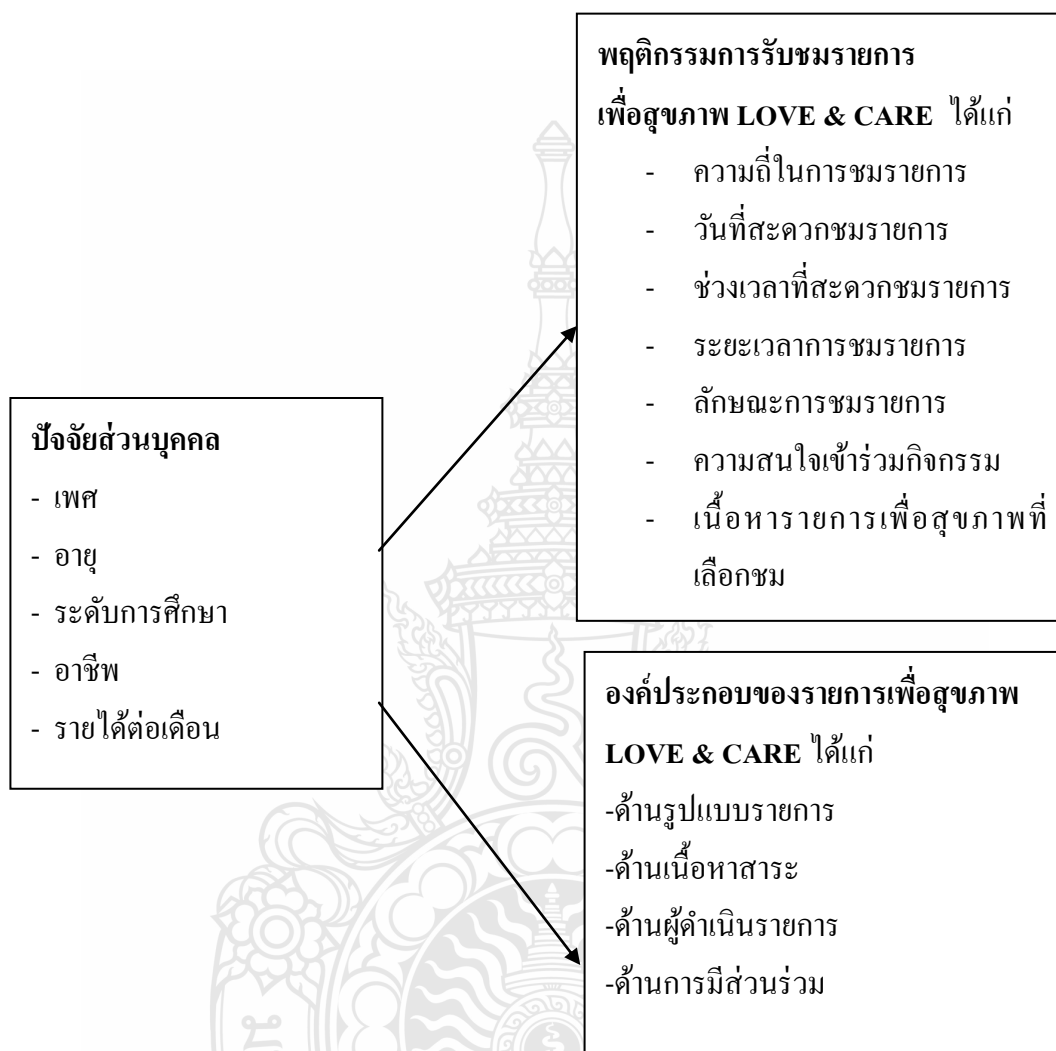 พฤติกรรมการรับชมรายการ
เพื่อสุขภาพ LOVE & CARE ได้แก่
- ความถี่ในการชมรายการ
- วันที่สะดวกชมรายการ
- ช่วงเวลาที่สะดวกชมรายการ
- ระยะเวลาการชมรายการ
- ลักษณะการชมรายการ
- ความสนใจเข้าร่วมกิจกรรม
- เนื้อหารายการเพื่อสุขภาพที่
เลือกชม
ปัจจัยส่วนบุคคล
- เพศ
- อายุ
- ระดับการศึกษา
- อาชีพ
- รายได้ต่อเดือน
องค์ประกอบของรายการเพื่อสุขภาพ
LOVE & CARE ได้แก่
-ด้านรูปแบบรายการ
-ด้านเนื้อหาสาระ
-ด้านผู้ดำเนินรายการ
-ด้านการมีส่วนร่วม